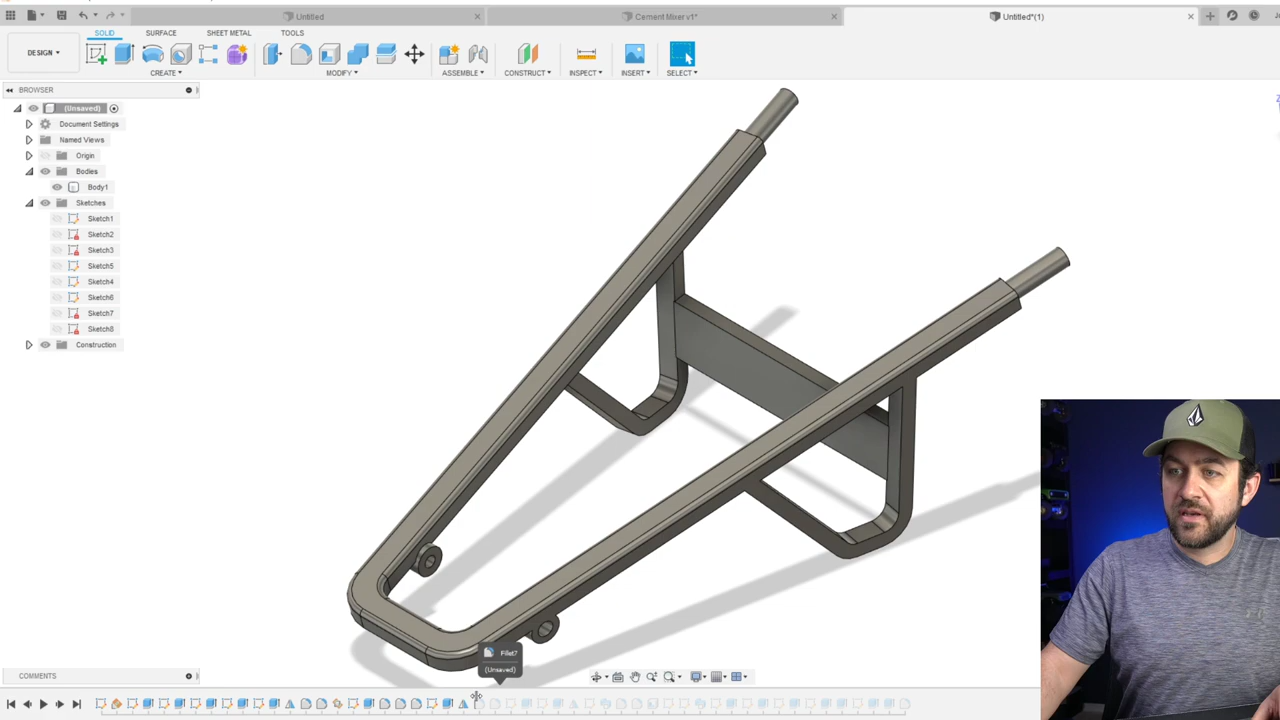 Untitled
Cement Mixer v1*
Untitled*(1)
SOLID
SURFACE
SHEET METAL
TOOLS
DESIGN
CREATE
MODIFY
ASSEMBLE
CONSTRUCT
INSPECT
INSERT
SELECT
BROWSER
(Unsaved)
Document Settings
Named Views
Origin
Bodies
Body1
Sketches
Sketch1
Sketch2
Sketch3
Sketch5
Sketch4
Sketch6
Sketch7
Sketch8
Construction
Fillet7
(Unsaved)
COMMENTS